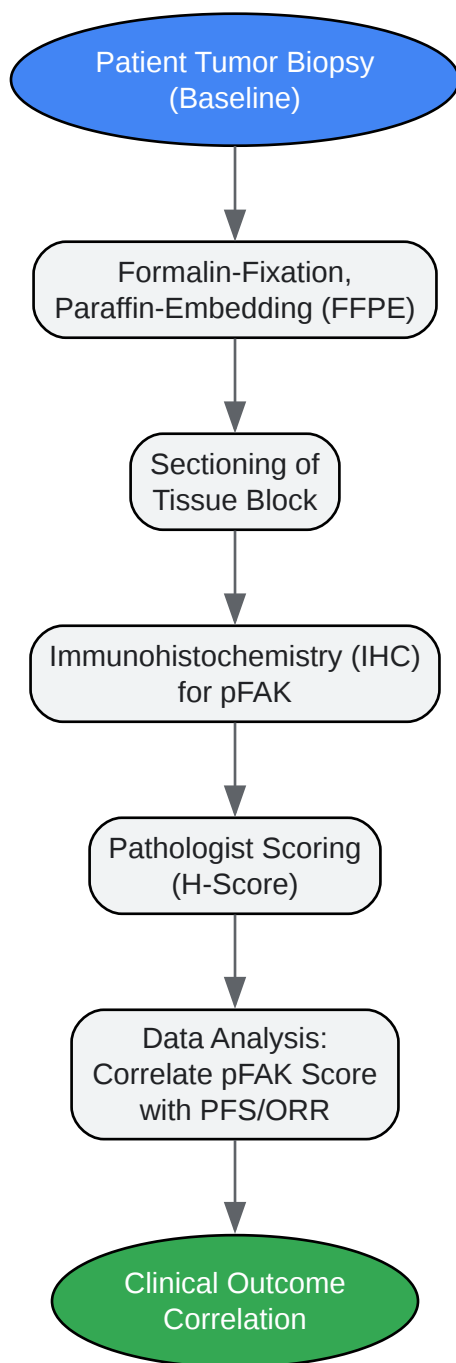 Patient Tumor Biopsy
(Baseline)
Formalin-Fixation,
Paraffin-Embedding (FFPE)
Sectioning of
Tissue Block
Immunohistochemistry (IHC)
for pFAK
Pathologist Scoring
(H-Score)
Data Analysis:
Correlate pFAK Score
with PFS/ORR
Clinical Outcome
Correlation